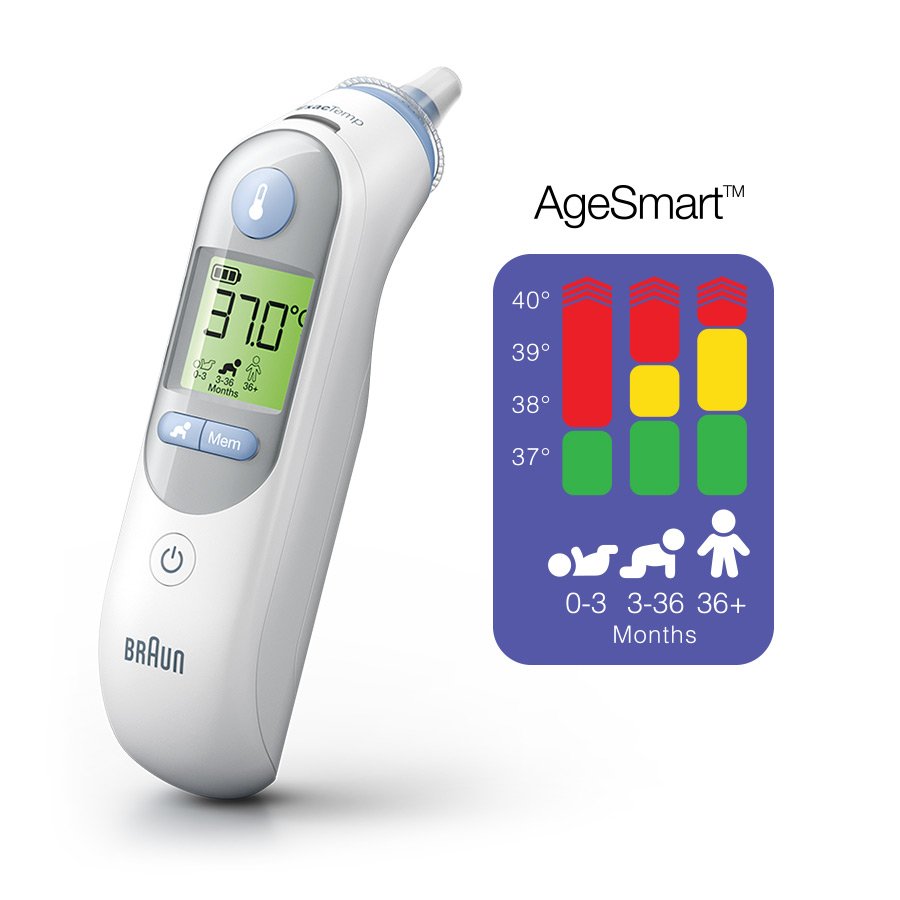 exacTemp
37.0°C
0-3 3-36 36+
Months
Mem
BRAUN
AgeSmart™
40°
39°
38°
37°
0-3 3-36 36+
Months